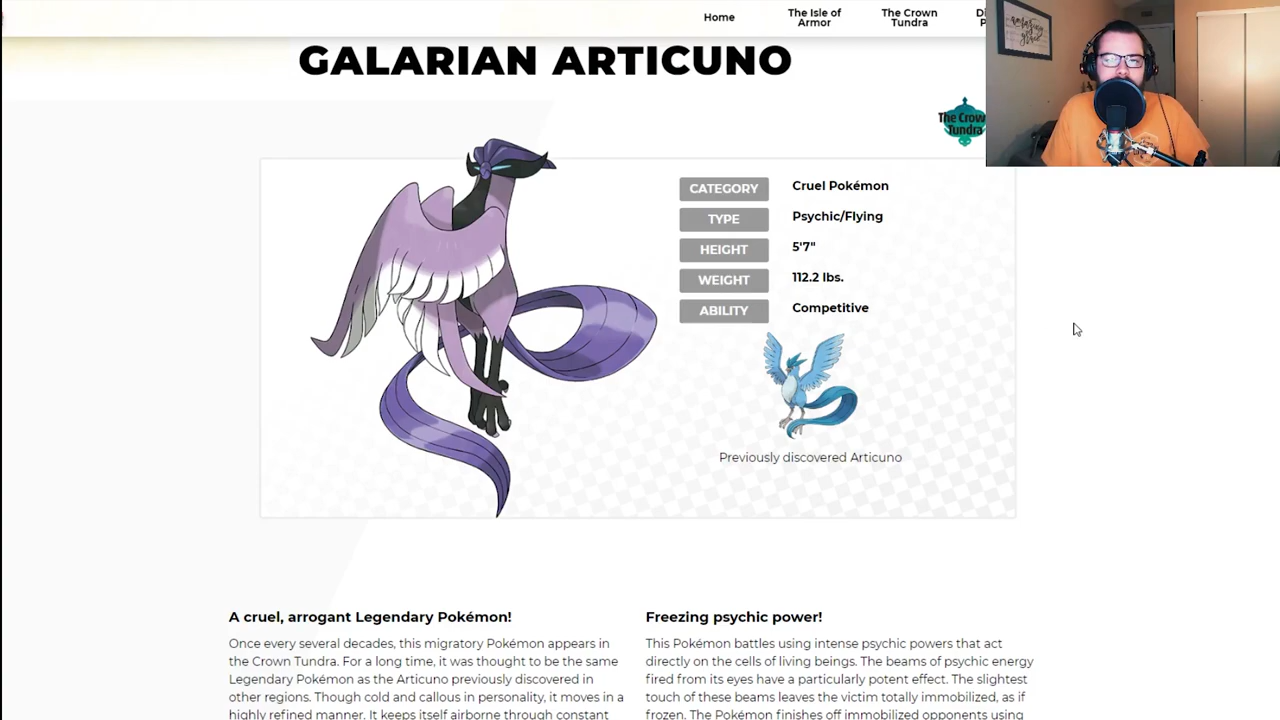 Home
The Isle of
Armor
The Crown
Tundra
GALARIAN ARTICUNO
The Crow
Tundra
amazing
grace
CATEGORY Cruel Pokémon
TYPE Psychic/Flying
HEIGHT 5'7"
WEIGHT 112.2 lbs.
ABILITY Competitive
Previously discovered Articuno
A cruel, arrogant Legendary Pokémon!
Once every several decades, this migratory Pokémon appears in
the Crown Tundra. For a long time, it was thought to be the same
Legendary Pokémon as the Articuno previously discovered in
other regions. Though cold and callous in personality, it moves in a
highly refined manner. It keeps itself airborne through constant
Freezing psychic power!
This Pokémon battles using intense psychic powers that act
directly on the cells of living beings. The beams of psychic energy
fired from its eyes have a particularly potent effect. The slightest
touch of these beams leaves the victim totally immobilized, as if
frozen. The Pokémon finishes off immobilized opponents using